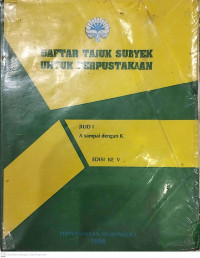 DAFTAR TAJUK SUBYEK
UNTUK PERPUSTAKAAN
JILID I
A sampai dengan K
EDISI KE V